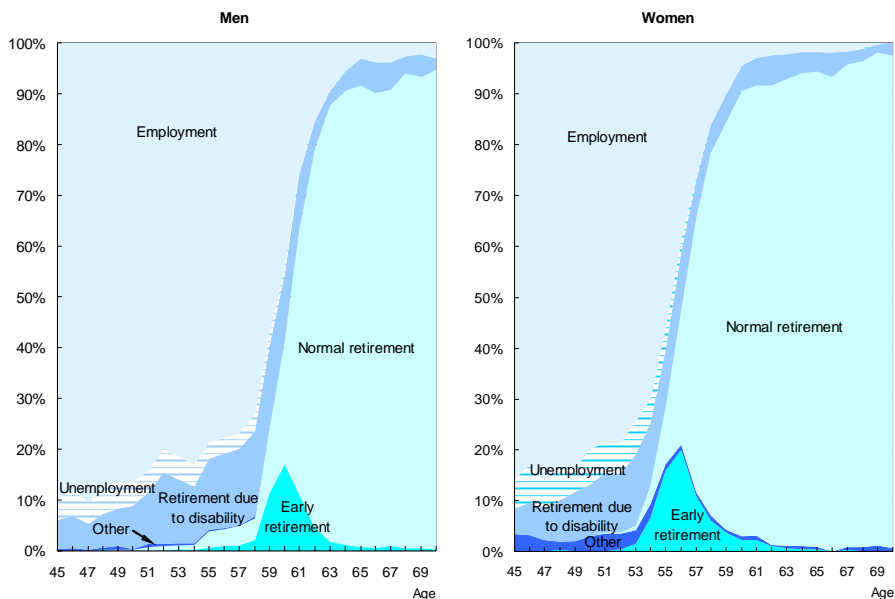 Men
100%
90%
80%
70%
60%
50%
40%
30%
20%
10%
0%
Employment
Normal retirement
Unemployment
Retirement due
to disability
Other
Early
retirement
45 47 49 51 53 55 57 59 61 63 65 67 69
Age
Women
100%
90%
80%
70%
60%
50%
40%
30%
20%
10%
0%
Employment
Normal retirement
Unemployment
Retirement due
to disability
Other
Early
retirement
45 47 49 51 53 55 57 59 61 63 65 67 69
Age